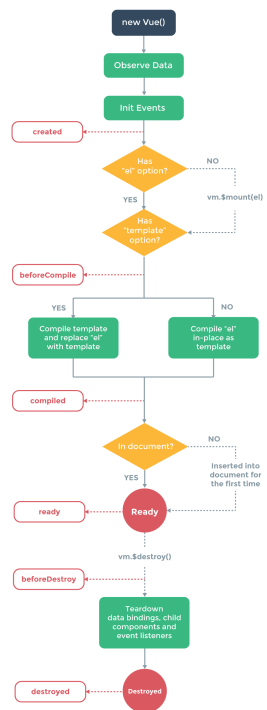 new Vue()
Observe Data
Init Events
created
Has
"el" option?
NO
YES
vm.$mount(el)
Has
"template"
option?
beforeCompile
YES
NO
Compile template
and replace "el"
with template
Compile "el"
in-place as
template
compiled
In document?
NO
YES
Inserted into
document for
the first time
ready
Ready
vm.$destroy()
beforeDestroy
Teardown
data bindings, child
components and
event listeners
destroyed
Destroyed